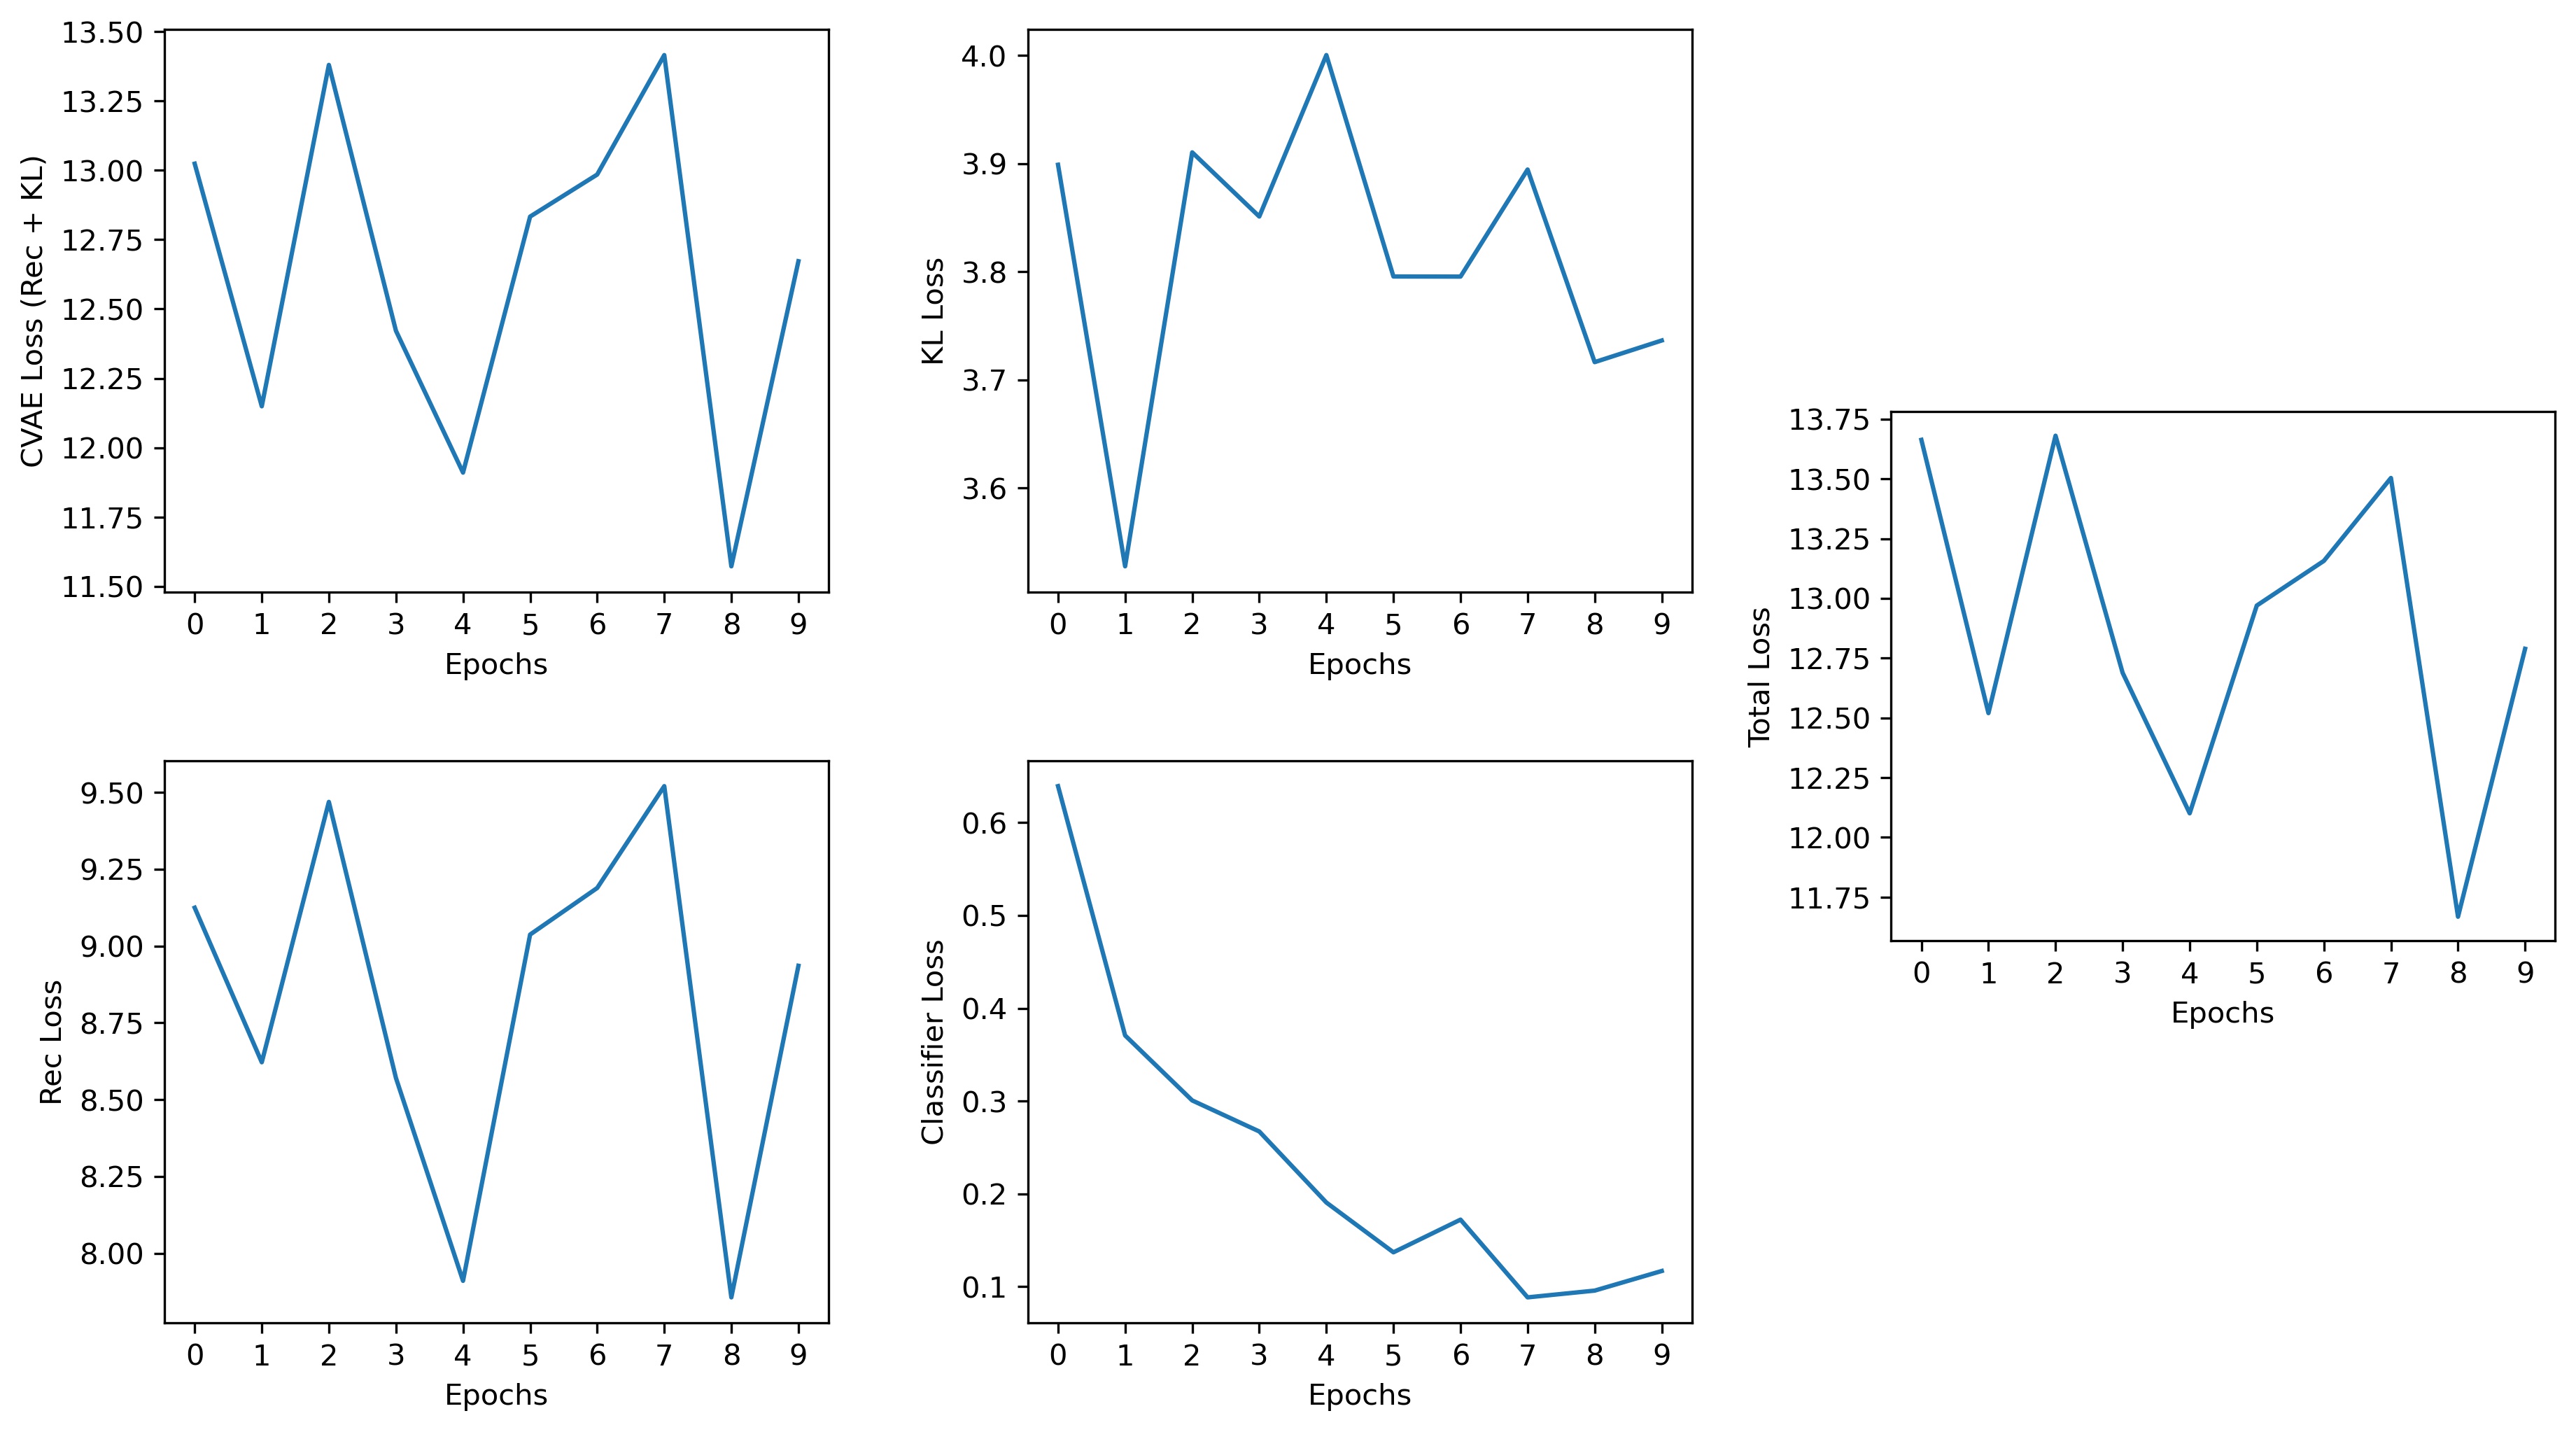 CVAE Loss (Rec + KL)
13.50
13.25
13.00
12.75
12.50
12.25
12.00
11.75
11.50
0 1 2 3 4 5 6 7 8 9
Epochs
KL Loss
4.0
3.9
3.8
3.7
3.6
0 1 2 3 4 5 6 7 8 9
Epochs
Rec Loss
9.50
9.25
9.00
8.75
8.50
8.25
8.00
0 1 2 3 4 5 6 7 8 9
Epochs
Classifier Loss
0.6
0.5
0.4
0.3
0.2
0.1
0 1 2 3 4 5 6 7 8 9
Epochs
Total Loss
13.75
13.50
13.25
13.00
12.75
12.50
12.25
12.00
11.75
0 1 2 3 4 5 6 7 8 9
Epochs